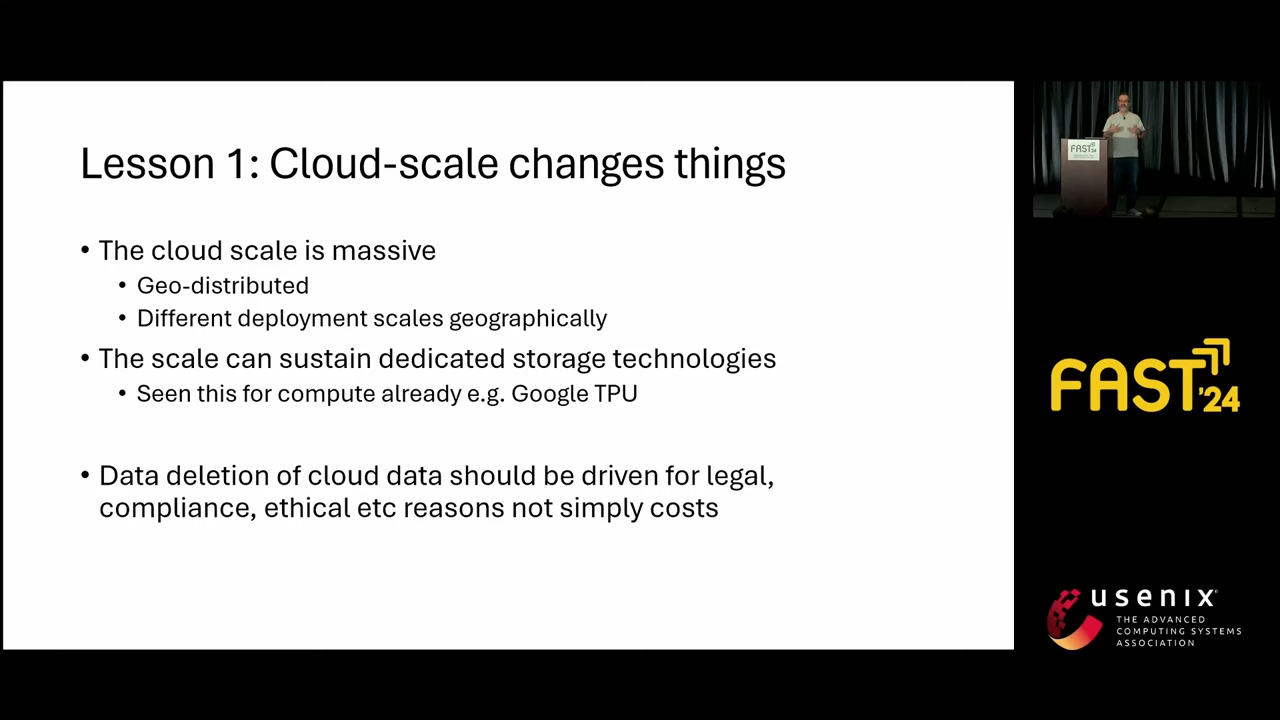 Lesson 1: Cloud-scale changes things
• The cloud scale is massive
• Geo-distributed
• Different deployment scales geographically
• The scale can sustain dedicated storage technologies
• Seen this for compute already e.g. Google TPU
• Data deletion of cloud data should be driven for legal,
compliance, ethical etc reasons not simply costs
FAST '24
FAST '24
usenix
THE ADVANCED
COMPUTING SYSTEMS
ASSOCIATION